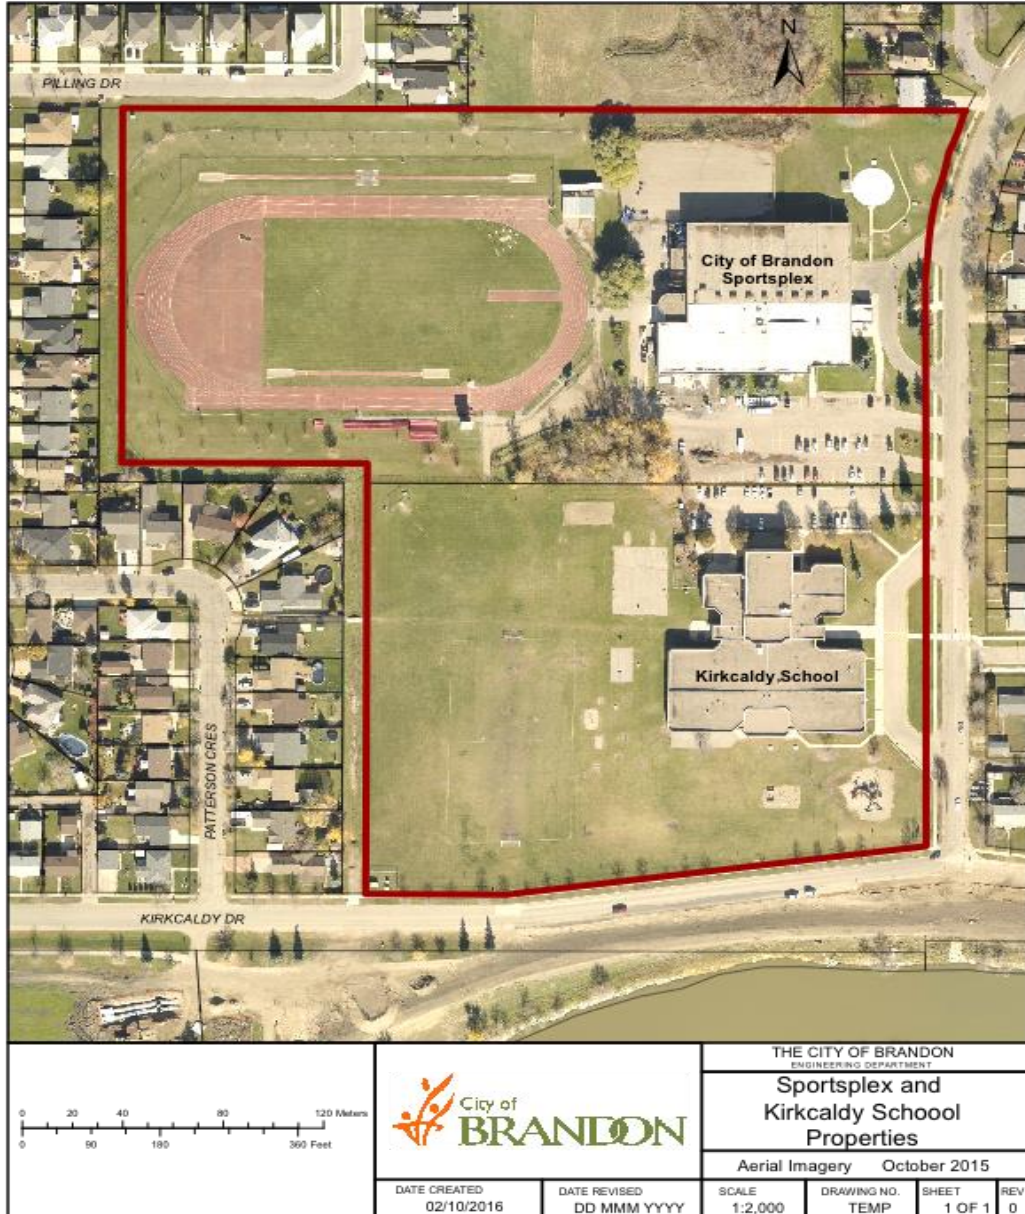 PILLING DR
N
City of Brandon
Sportsplex
Kirkcaldy School
PATTERSON CRES
KIRKCALDY DR
0 20 40 80 120 Meters
0 90 180 360 Feet
City of
BRANDON
THE CITY OF BRANDON
ENGINEERING DEPARTMENT
Sportsplex and
Kirkcaldy Schoool
Properties
Aerial Imagery October 2015
DATE CREATED
02/10/2016
DATE REVISED
DD MMM YYYY
SCALE
1:2,000
DRAWING NO.
TEMP
SHEET
1 OF 1
REV
0